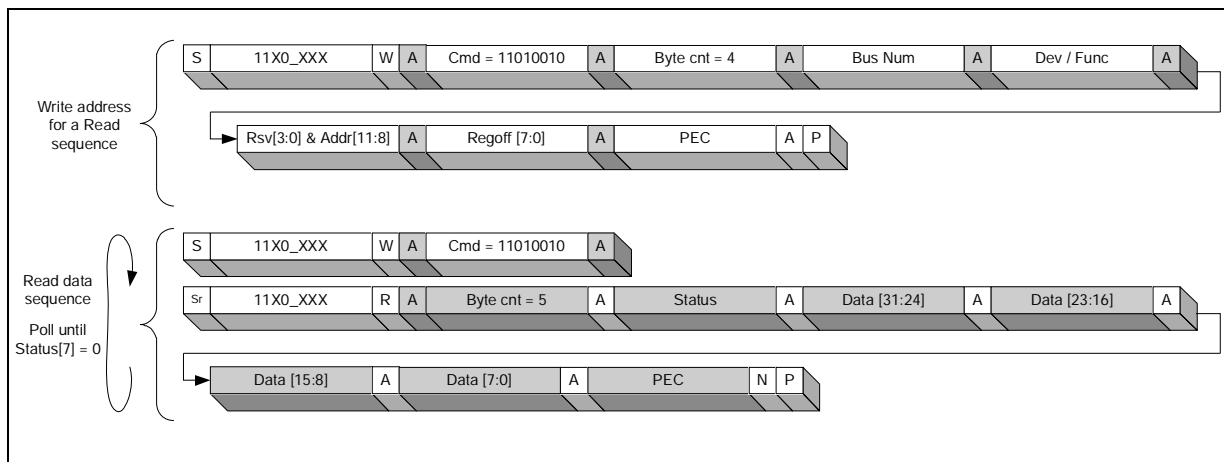 S 11X0_XXX W A Cmd = 11010010 A Byte cnt = 4 A Bus Num A Dev / Func A
Write address
for a Read
sequence
Rsv[3:0] & Addr[11:8] A Regoff [7:0] A PEC A P
S 11X0_XXX W A Cmd = 11010010 A
Read data
sequence
Poll until
Status[7] = 0
Sr 11X0_XXX R A Byte cnt = 5 A Status A Data [31:24] A Data [23:16] A
Data [15:8] A Data [7:0] A PEC N P